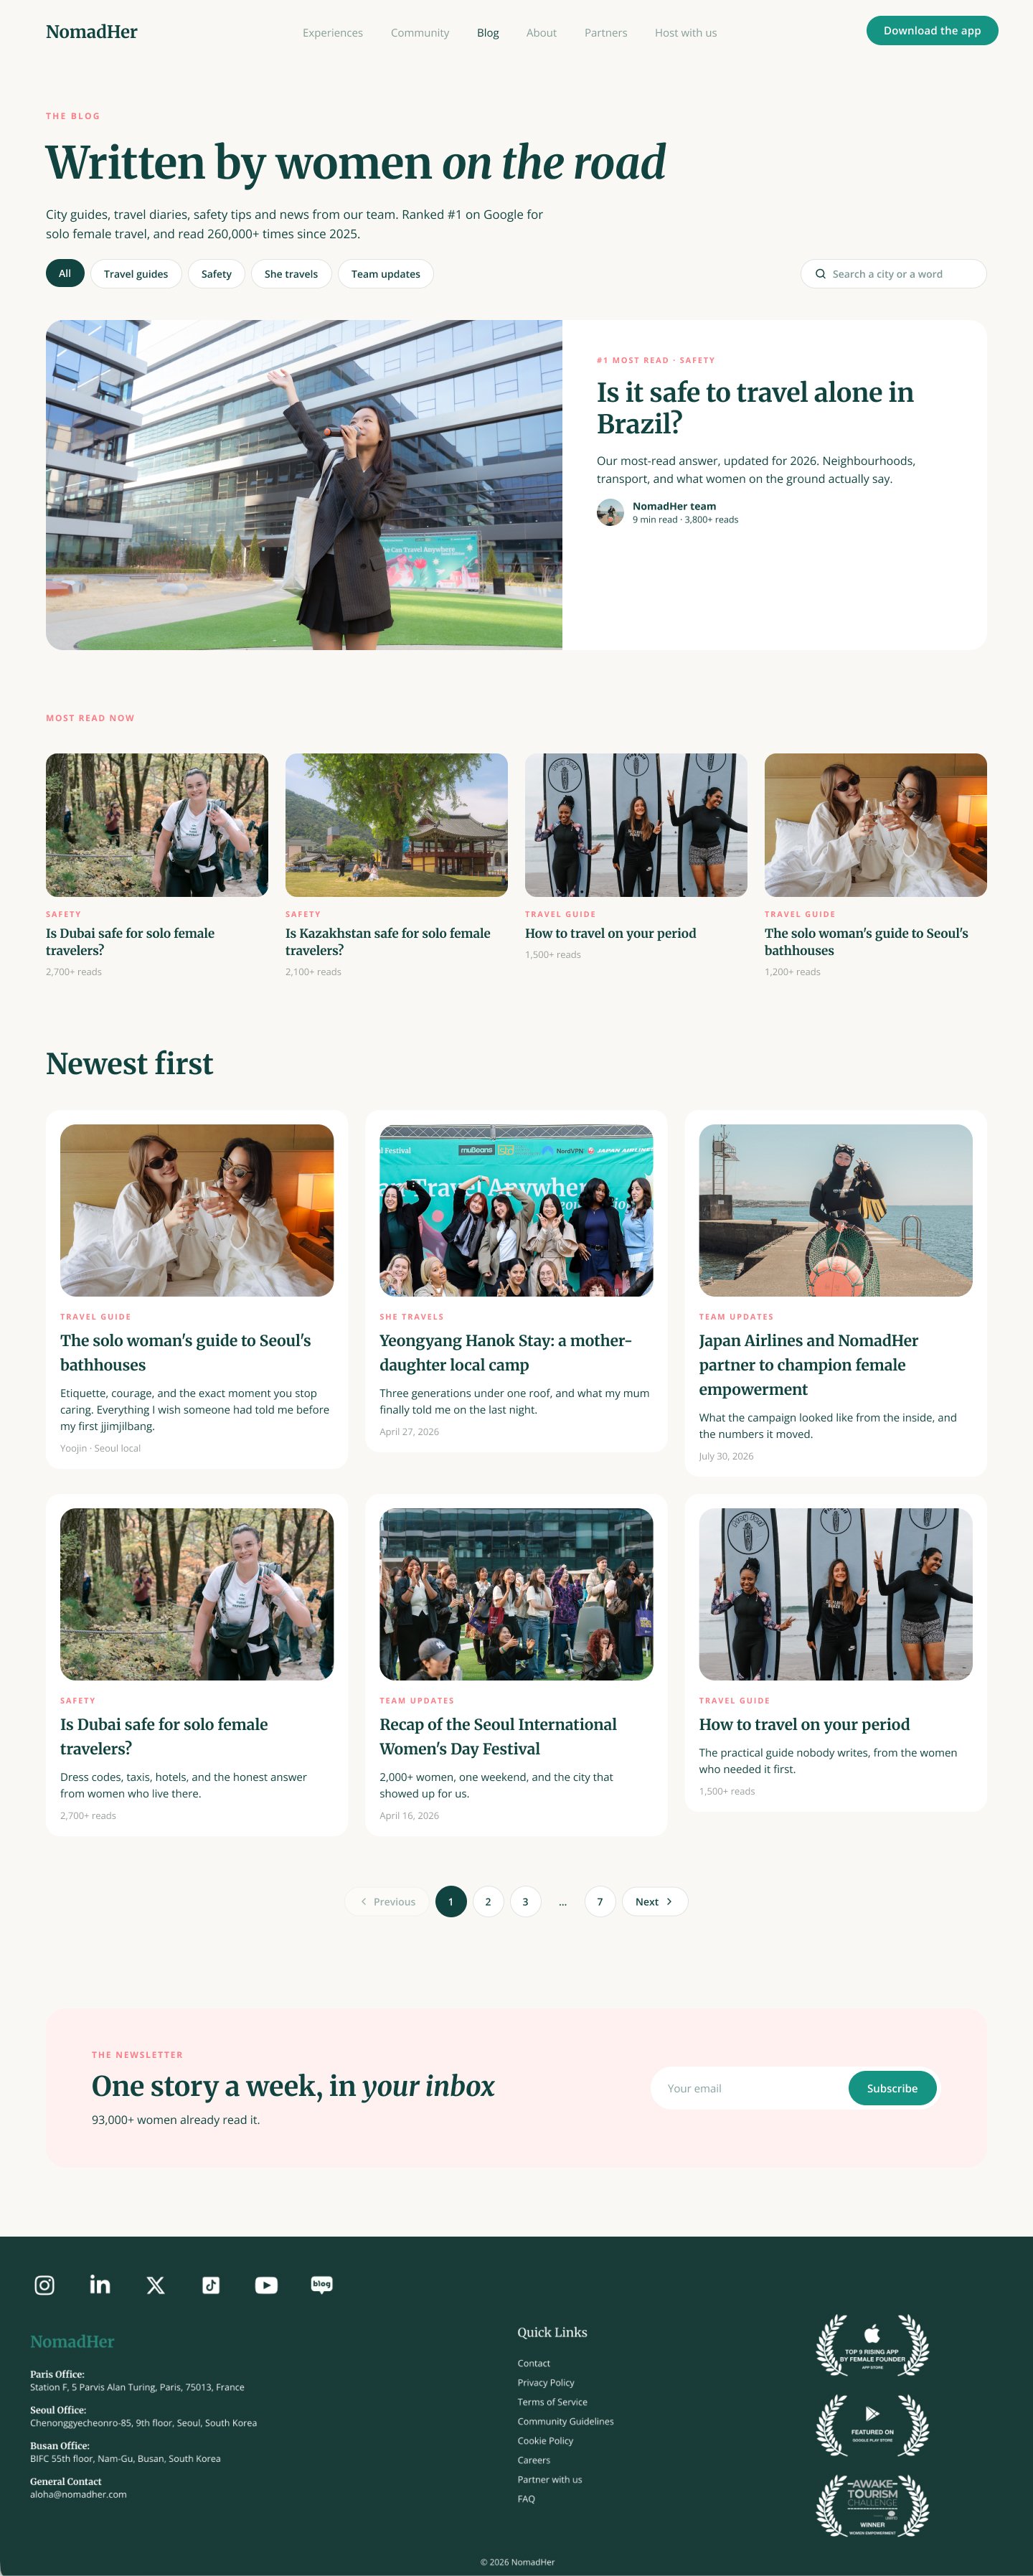 NomadHer
Experiences
Community
Blog
About
Partners
Host with us
Download the app
THE BLOG
Written by women on the road
City guides, travel diaries, safety tips and news from our team. Ranked #1 on Google for
solo female travel, and read 260,000+ times since 2025.
All
Travel guides
Safety
She travels
Team updates
Search a city or a word
#1 MOST READ · SAFETY
Is it safe to travel alone in
Brazil?
Our most-read answer, updated for 2026. Neighbourhoods,
transport, and what women on the ground actually say.
NomadHer team
9 min read · 3,800+ reads
e Can Travel Anywhere
MOST READ NOW
SAFETY
Is Dubai safe for solo female
travelers?
2,700+ reads
SAFETY
Is Kazakhstan safe for solo female
travelers?
2,100+ reads
TRAVEL GUIDE
How to travel on your period
1,500+ reads
TRAVEL GUIDE
The solo woman's guide to Seoul's
bathhouses
1,200+ reads
Newest first
TRAVEL GUIDE
The solo woman's guide to Seoul's
bathhouses
Etiquette, courage, and the exact moment you stop
caring. Everything I wish someone had told me before
my first jjimjilbang.
Yoojin · Seoul local
l Festival
muBeans
NordVPN
JAPAN AIRLINES
an Travel Anywher
SHE TRAVELS
Yeongyang Hanok Stay: a mother-
daughter local camp
Three generations under one roof, and what my mum
finally told me on the last night.
April 27, 2026
TEAM UPDATES
Japan Airlines and NomadHer
partner to champion female
empowerment
What the campaign looked like from the inside, and
the numbers it moved.
July 30, 2026
SAFETY
Is Dubai safe for solo female
travelers?
Dress codes, taxis, hotels, and the honest answer
from women who live there.
2,700+ reads
TEAM UPDATES
Recap of the Seoul International
Women's Day Festival
2,000+ women, one weekend, and the city that
showed up for us.
April 16, 2026
TRAVEL GUIDE
How to travel on your period
The practical guide nobody writes, from the women
who needed it first.
1,500+ reads
Previous
1
2
3
...
7
Next
THE NEWSLETTER
One story a week, in your inbox
93,000+ women already read it.
Your email
Subscribe
in
X
blog
NomadHer
Paris Office:
Station F, 5 Parvis Alan Turing, Paris, 75013, France
Seoul Office:
Chenonggyecheonro-85, 9th floor, Seoul, South Korea
Busan Office:
BIFC 55th floor, Nam-Gu, Busan, South Korea
General Contact
aloha@nomadher.com
Quick Links
Contact
Privacy Policy
Terms of Service
Community Guidelines
Cookie Policy
Careers
Partner with us
FAQ
TOP 9 RISING APP
BY FEMALE FOUNDER
APP STORE
FEATURED ON
GOOGLE PLAY STORE
AWAKE
TOURISM
CHALLENGE
WINNER
WOMEN EMPOWERMENT
© 2026 NomadHer